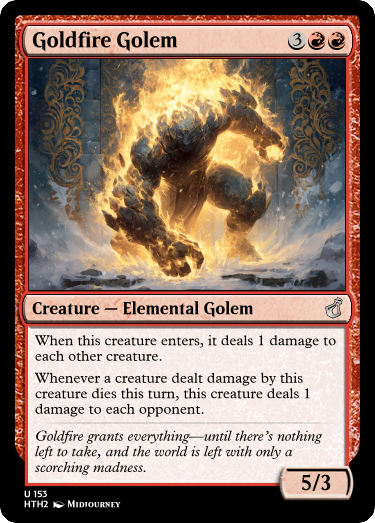 Goldfire Golem 3
Creature — Elemental Golem
When this creature enters, it deals 1 damage to
each other creature.
Whenever a creature dealt damage by this
creature dies this turn, this creature deals 1
damage to each opponent.
Goldfire grants everything—until there's nothing
left to take, and the world is left with only a
scorching madness.
5/3
U 153
HTH2 Midjourney